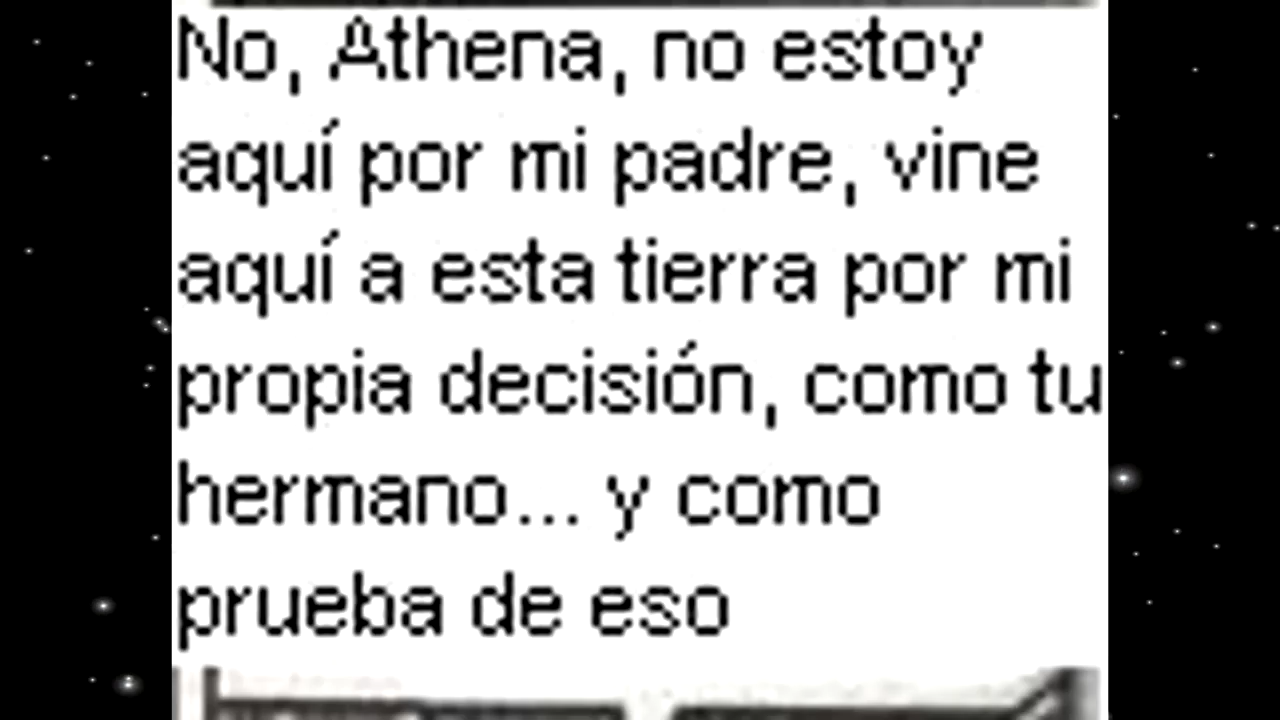 No, Athena, no estoy
aquí por mi padre, vine
aquí a esta tierra por mi
propia decisión, como tu
hermano... y como
prueba de eso